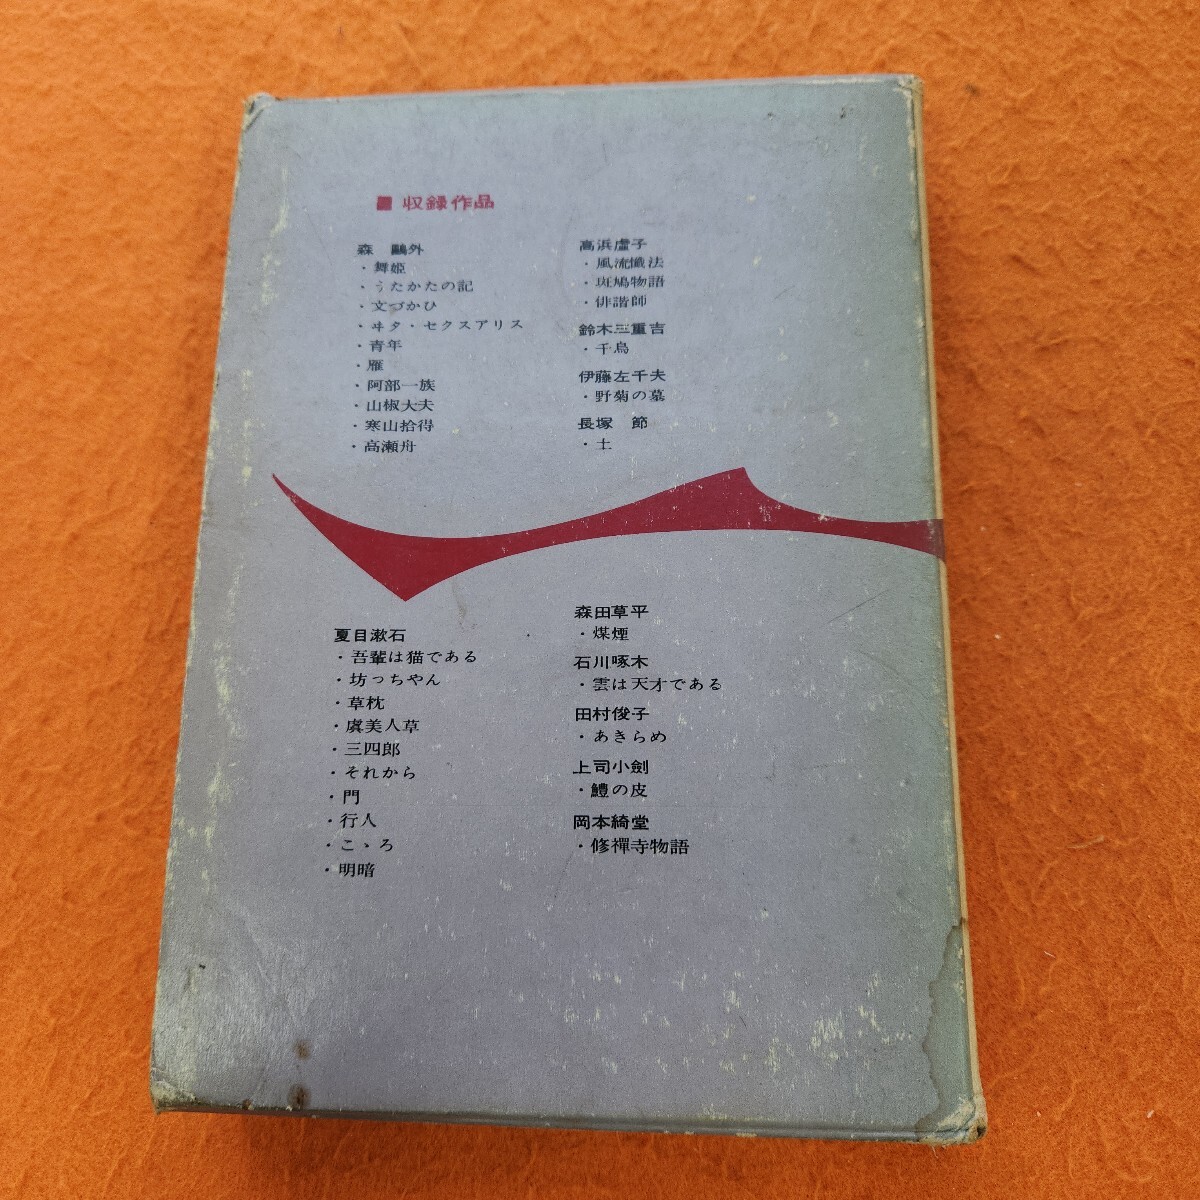 ■ 収録作品
森 鷗外
・舞姫
・うたかたの記
・文づかひ
・ヰタ・セクスアリス
・青年
・雁
・阿部一族
・山椒大夫
・寒山拾得
・高瀬舟
高浜虚子
・風流懺法
・斑鳩物語
・俳諧師
鈴木三重吉
・千鳥
伊藤左千夫
・野菊の墓
長塚 節
・土
夏目漱石
・吾輩は猫である
・坊っちやん
・草枕
・虞美人草
・三四郎
・それから
・門
・行人
・こゝろ
・明暗
森田草平
・煤煙
石川啄木
・雲は天才である
田村俊子
・あきらめ
上司小剣
・鱧の皮
岡本綺堂
・修禪寺物語